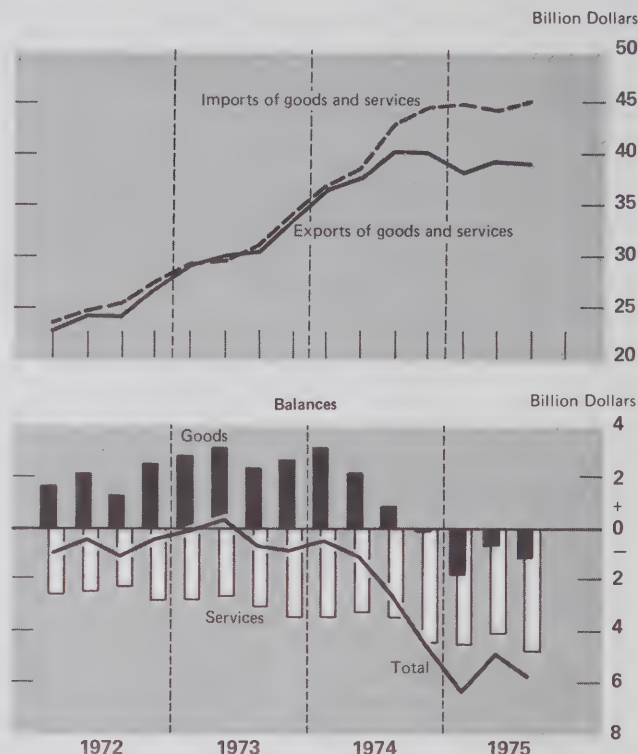 Billion Dollars
50
45
40
35
30
25
20
Imports of goods and services
Exports of goods and services
Balances
Billion Dollars
4
2
+
0
−
2
4
6
8
Goods
Services
Total
1972
1973
1974
1975